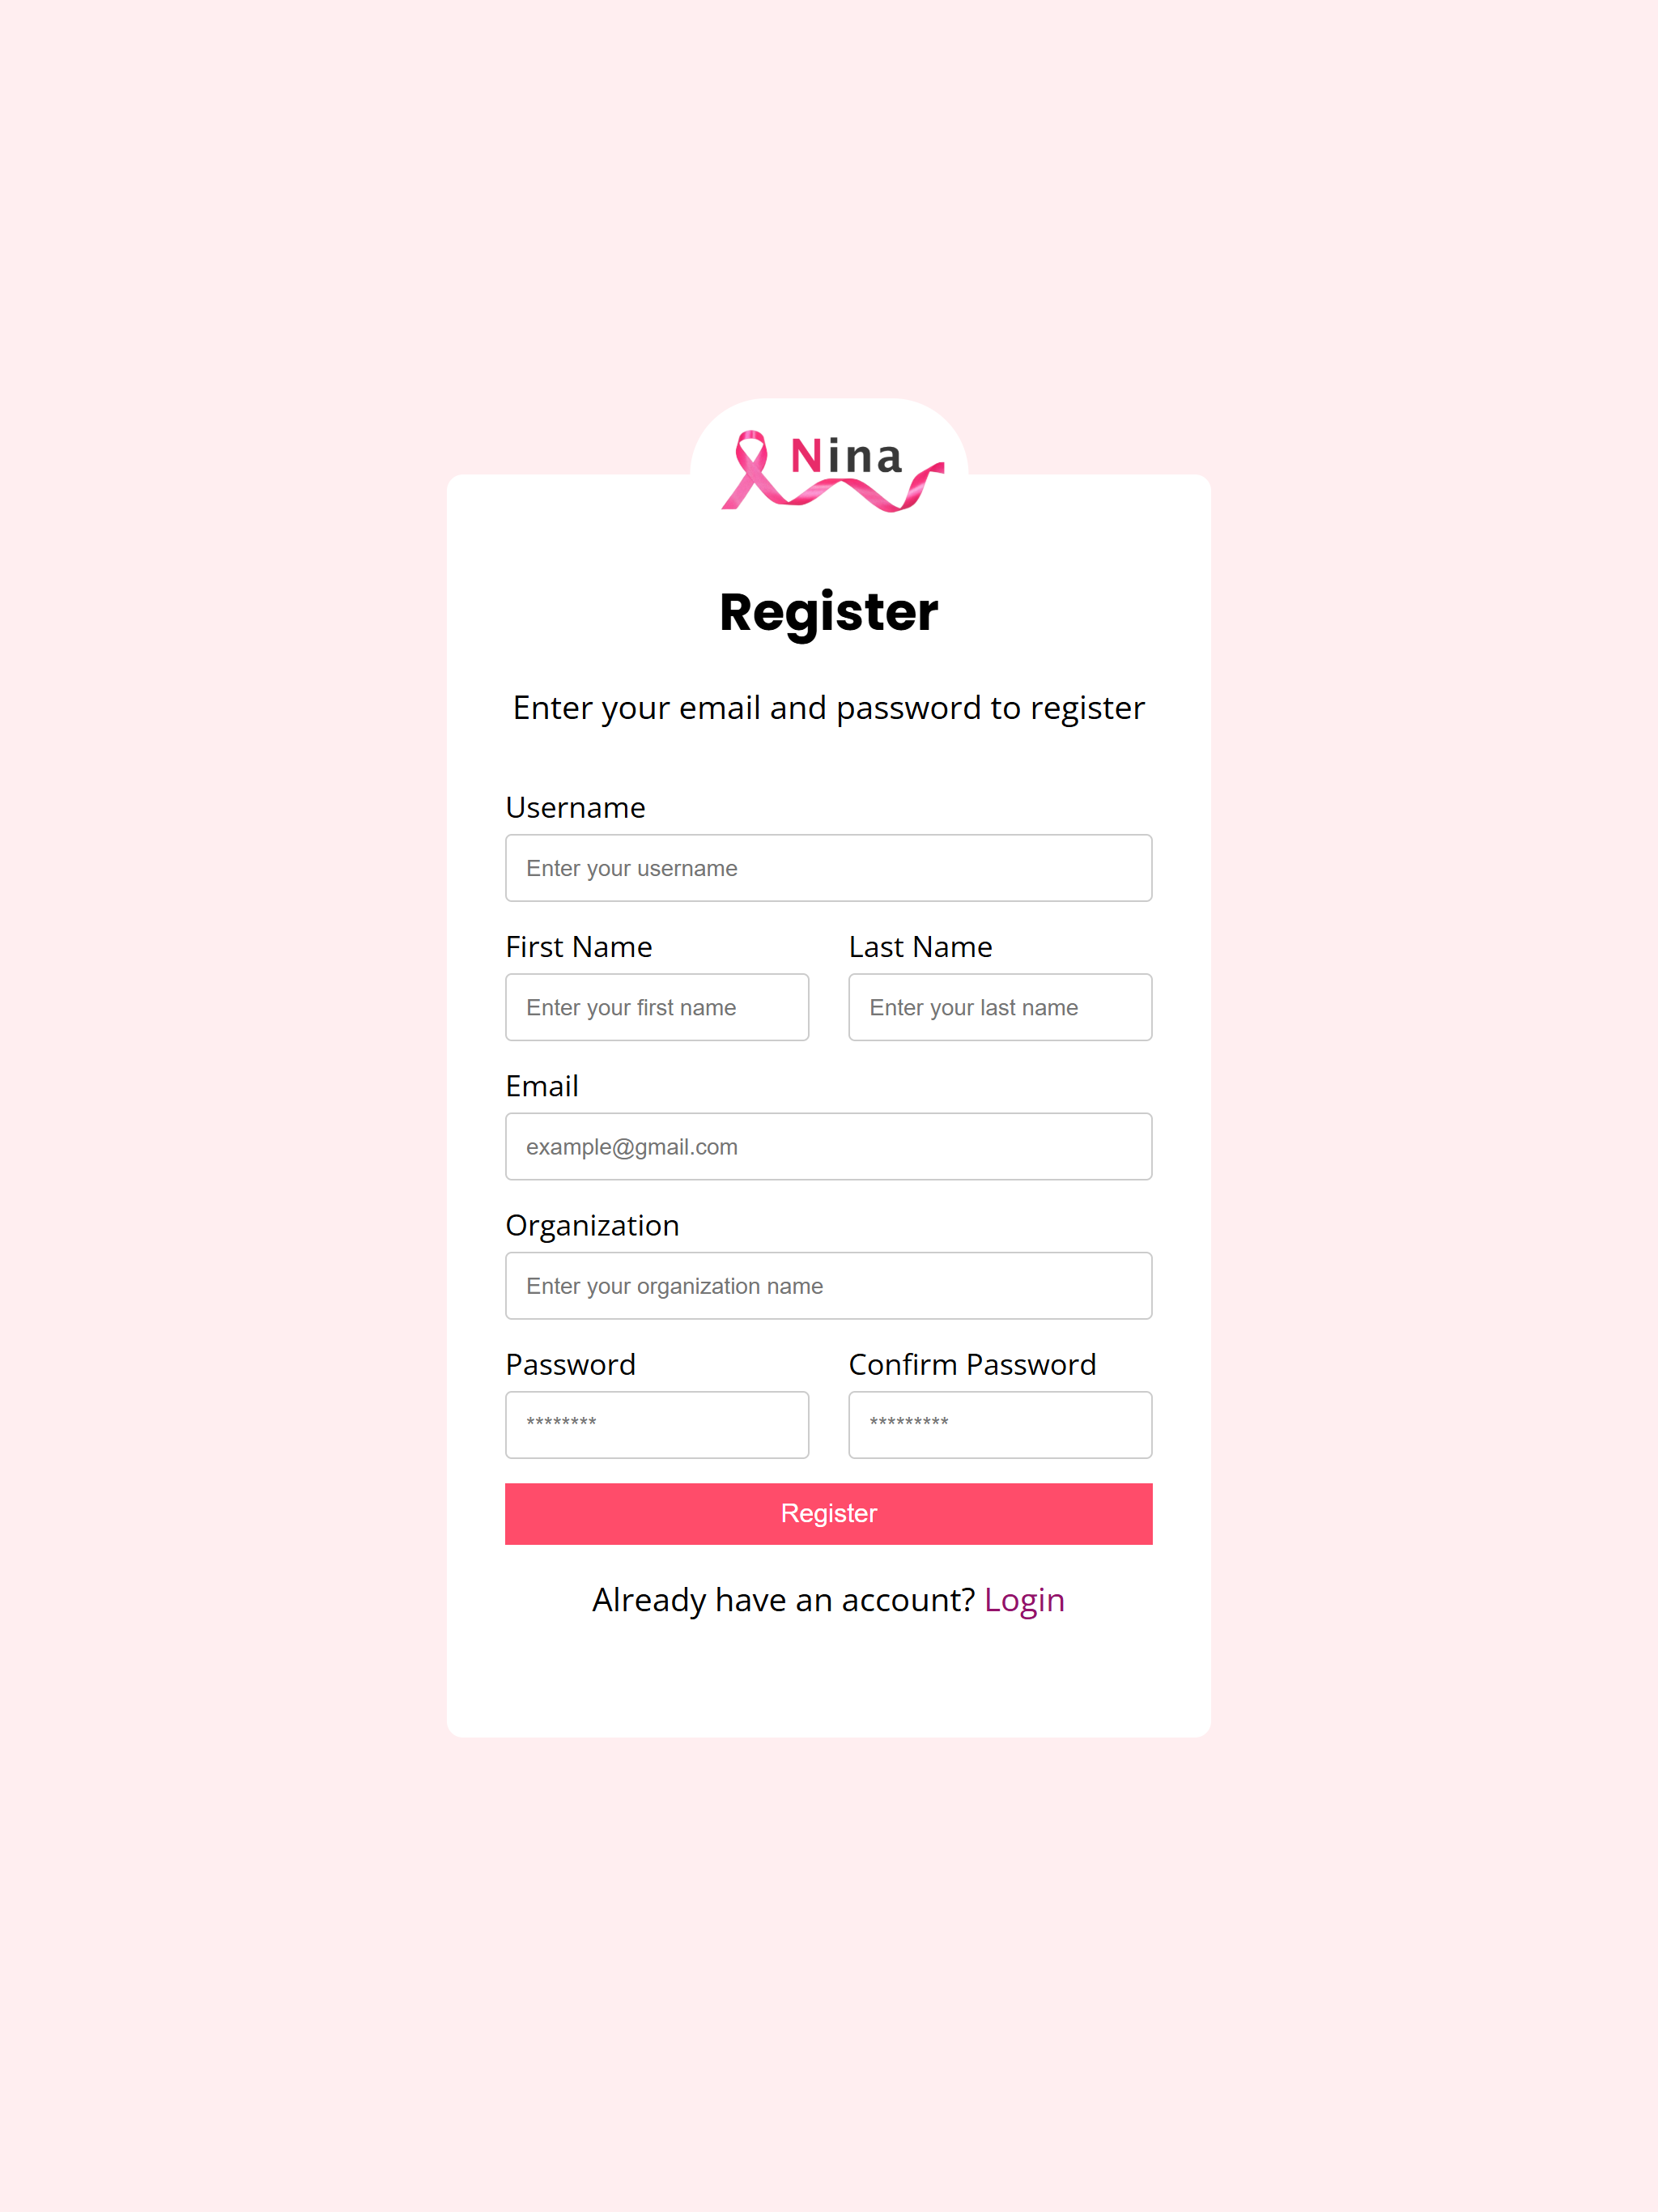 Nina
Register
Enter your email and password to register
Username
Enter your username
First Name Last Name
Enter your first name Enter your last name
Email
example@gmail.com
Organization
Enter your organization name
Password Confirm Password
******** *********
Register
Already have an account? Login